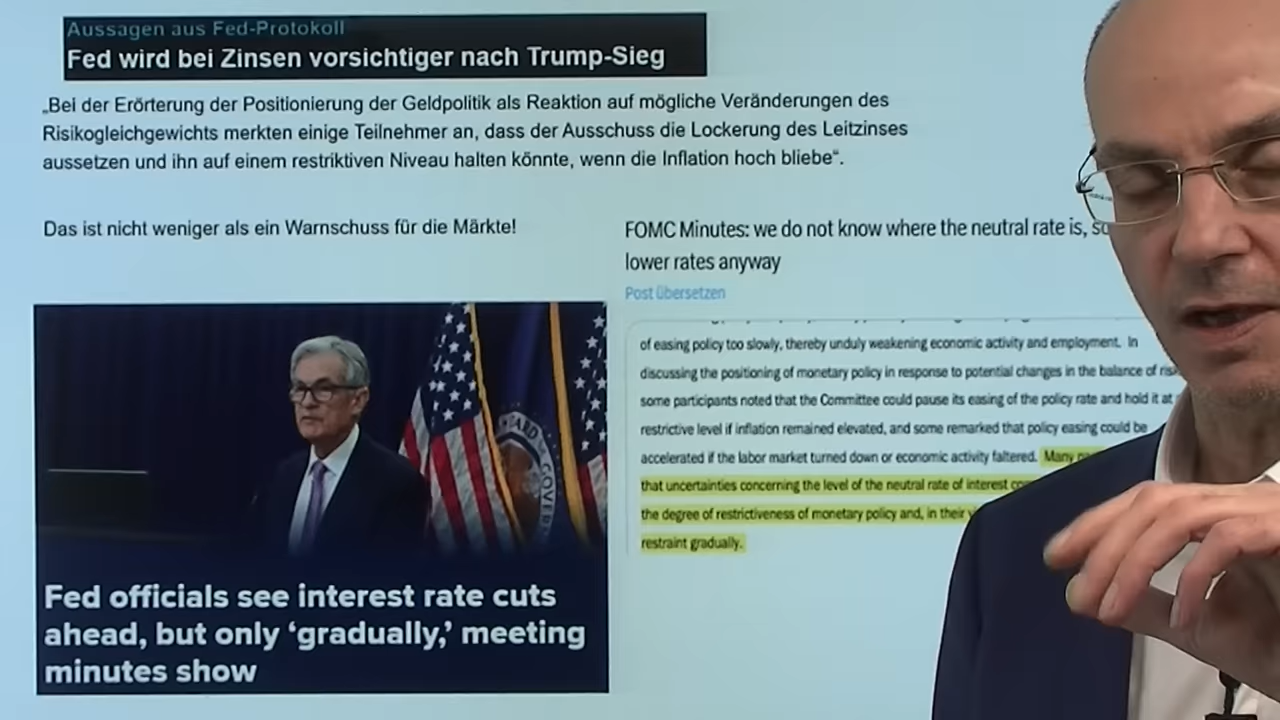 Aussagen aus Fed-Protokoll
Fed wird bei Zinsen vorsichtiger nach Trump-Sieg
„Bei der Erörterung der Positionierung der Geldpolitik als Reaktion auf mögliche Veränderungen des
Risikogleichgewichts merkten einige Teilnehmer an, dass der Ausschuss die Lockerung des Leitzinses
aussetzen und ihn auf einem restriktiven Niveau halten könnte, wenn die Inflation hoch bliebe“.
Das ist nicht weniger als ein Warnschuss für die Märkte!
Fed officials see interest rate cuts
ahead, but only ‘gradually,’ meeting
minutes show
FOMC Minutes: we do not know where the neutral rate is,
lower rates anyway
Post übersetzen
of easing policy too slowly, thereby unduly weakening economic activity and employment. In
discussing the positioning of monetary policy in response to potential changes in the balance of
some participants noted that the Committee could pause its easing of the policy rate and hold it at
restrictive level if inflation remained elevated, and some remarked that policy easing could be
accelerated if the labor market turned down or economic activity faltered. Many
that uncertainties concerning the level of the neutral rate of interest
the degree of restrictiveness of monetary policy and, in their
restraint gradually.